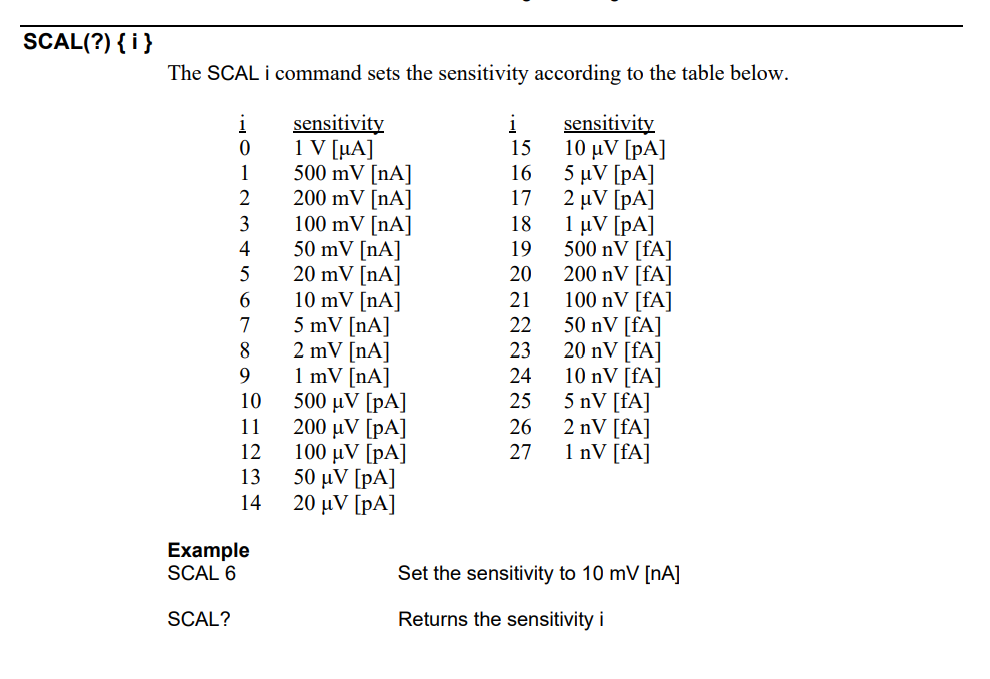 SCAL(?) { i }
The SCAL i command sets the sensitivity according to the table below.
i sensitivity i sensitivity
0 1 V [μA] 15 10 μV [pA]
1 500 mV [nA] 16 5 μV [pA]
2 200 mV [nA] 17 2 μV [pA]
3 100 mV [nA] 18 1 μV [pA]
4 50 mV [nA] 19 500 nV [fA]
5 20 mV [nA] 20 200 nV [fA]
6 10 mV [nA] 21 100 nV [fA]
7 5 mV [nA] 22 50 nV [fA]
8 2 mV [nA] 23 20 nV [fA]
9 1 mV [nA] 24 10 nV [fA]
10 500 μV [pA] 25 5 nV [fA]
11 200 μV [pA] 26 2 nV [fA]
12 100 μV [pA] 27 1 nV [fA]
13 50 μV [pA]
14 20 μV [pA]
Example
SCAL 6 Set the sensitivity to 10 mV [nA]
SCAL? Returns the sensitivity i